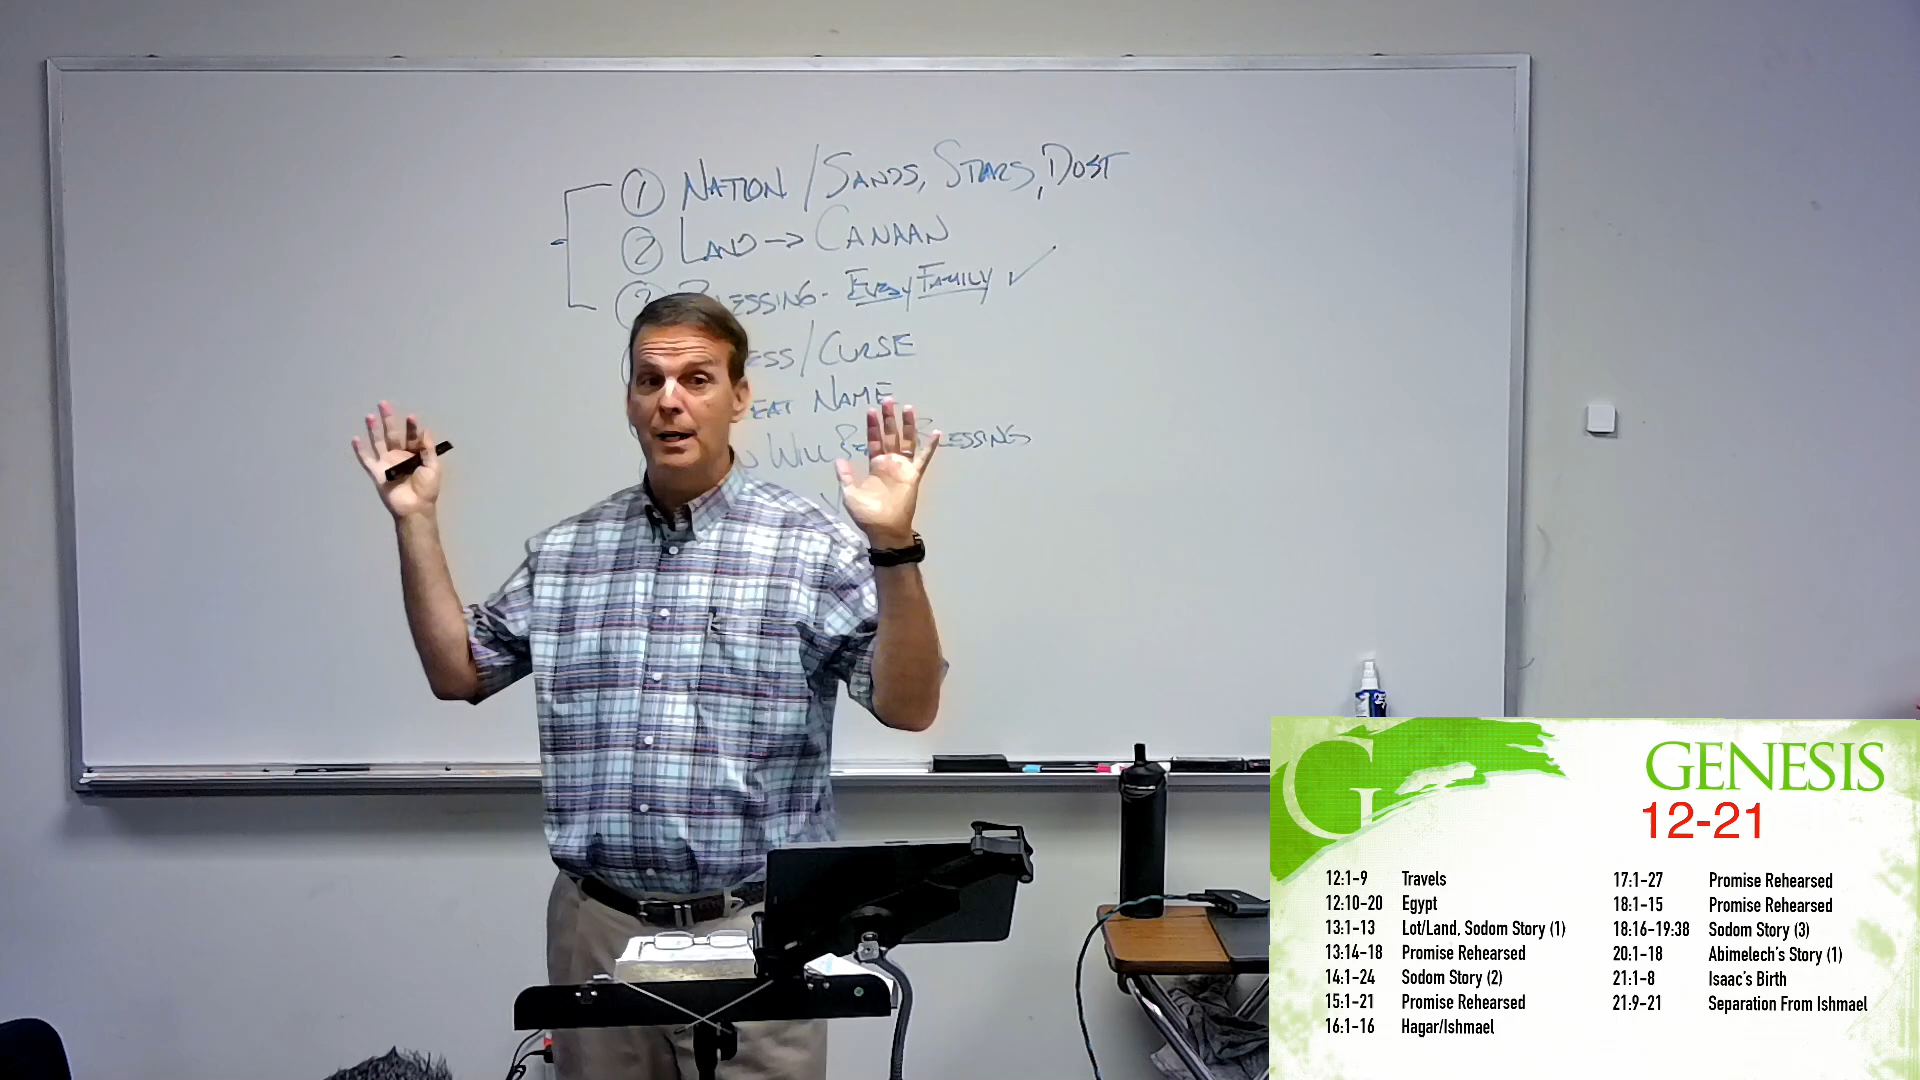 ① NATION / SANDS, STARS, DUST
② LAND → CANAAN
BLESSING - EVERY FAMILY ✓
/ CURSE
NAME
WILL BE BLESSING
G
GENESIS
12-21
12:1–9 Travels
12:10–20 Egypt
13:1–13 Lot/Land, Sodom Story (1)
13:14–18 Promise Rehearsed
14:1–24 Sodom Story (2)
15:1–21 Promise Rehearsed
16:1–16 Hagar/Ishmael
17:1–27 Promise Rehearsed
18:1–15 Promise Rehearsed
18:16–19:38 Sodom Story (3)
20:1–18 Abimelech's Story (1)
21:1–8 Isaac's Birth
21:9–21 Separation From Ishmael